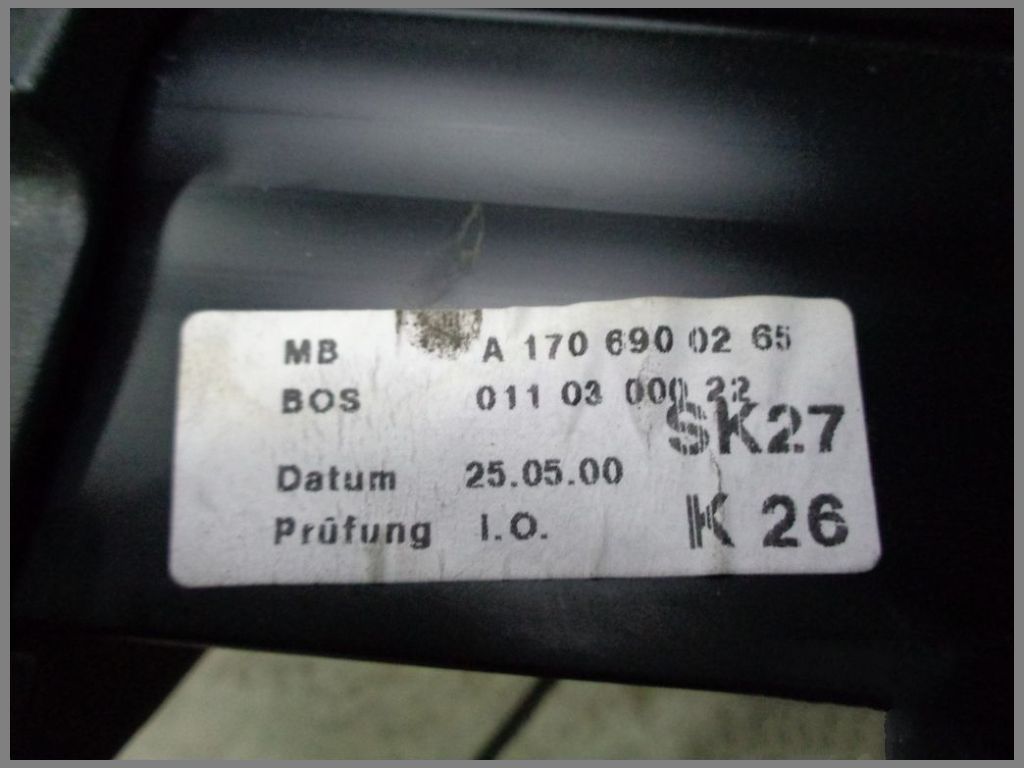 MB A 170 690 02 65
BOS 011 03 000 22
SK27
Datum 25.05.00
Prüfung I.O.
K 26